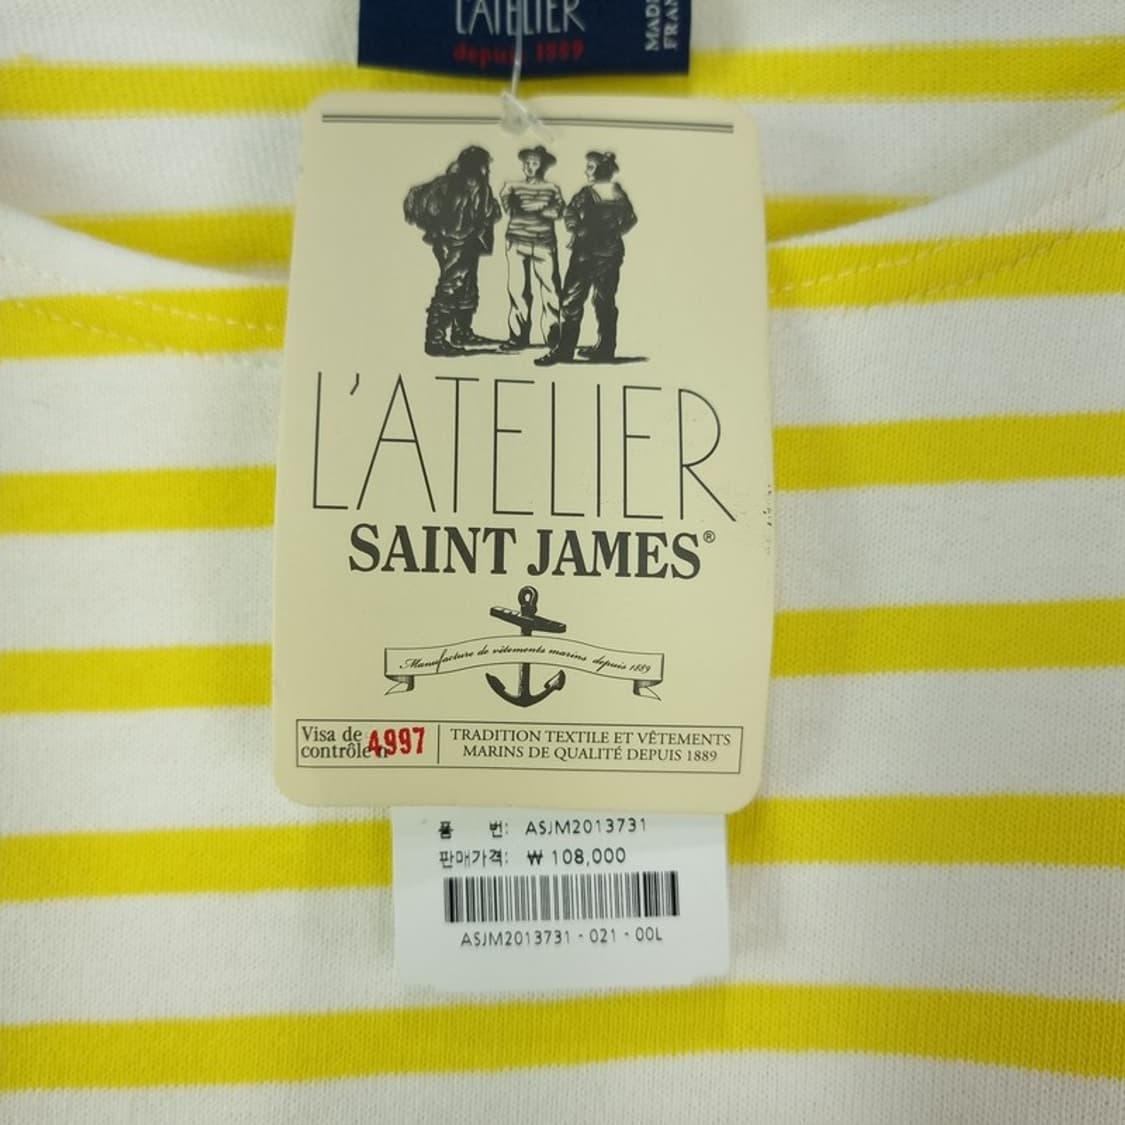 L'ATELIER
depuis 1889
MADE
FRAN
L'ATELIER
SAINT JAMES®
Manufacture de vêtements marins depuis 1889
Visa de
contrôle n° 4997
TRADITION TEXTILE ET VÊTEMENTS
MARINS DE QUALITÉ DEPUIS 1889
품 번: ASJM2013731
판매가격: ₩ 108,000
ASJM2013731 - 021 - 00L